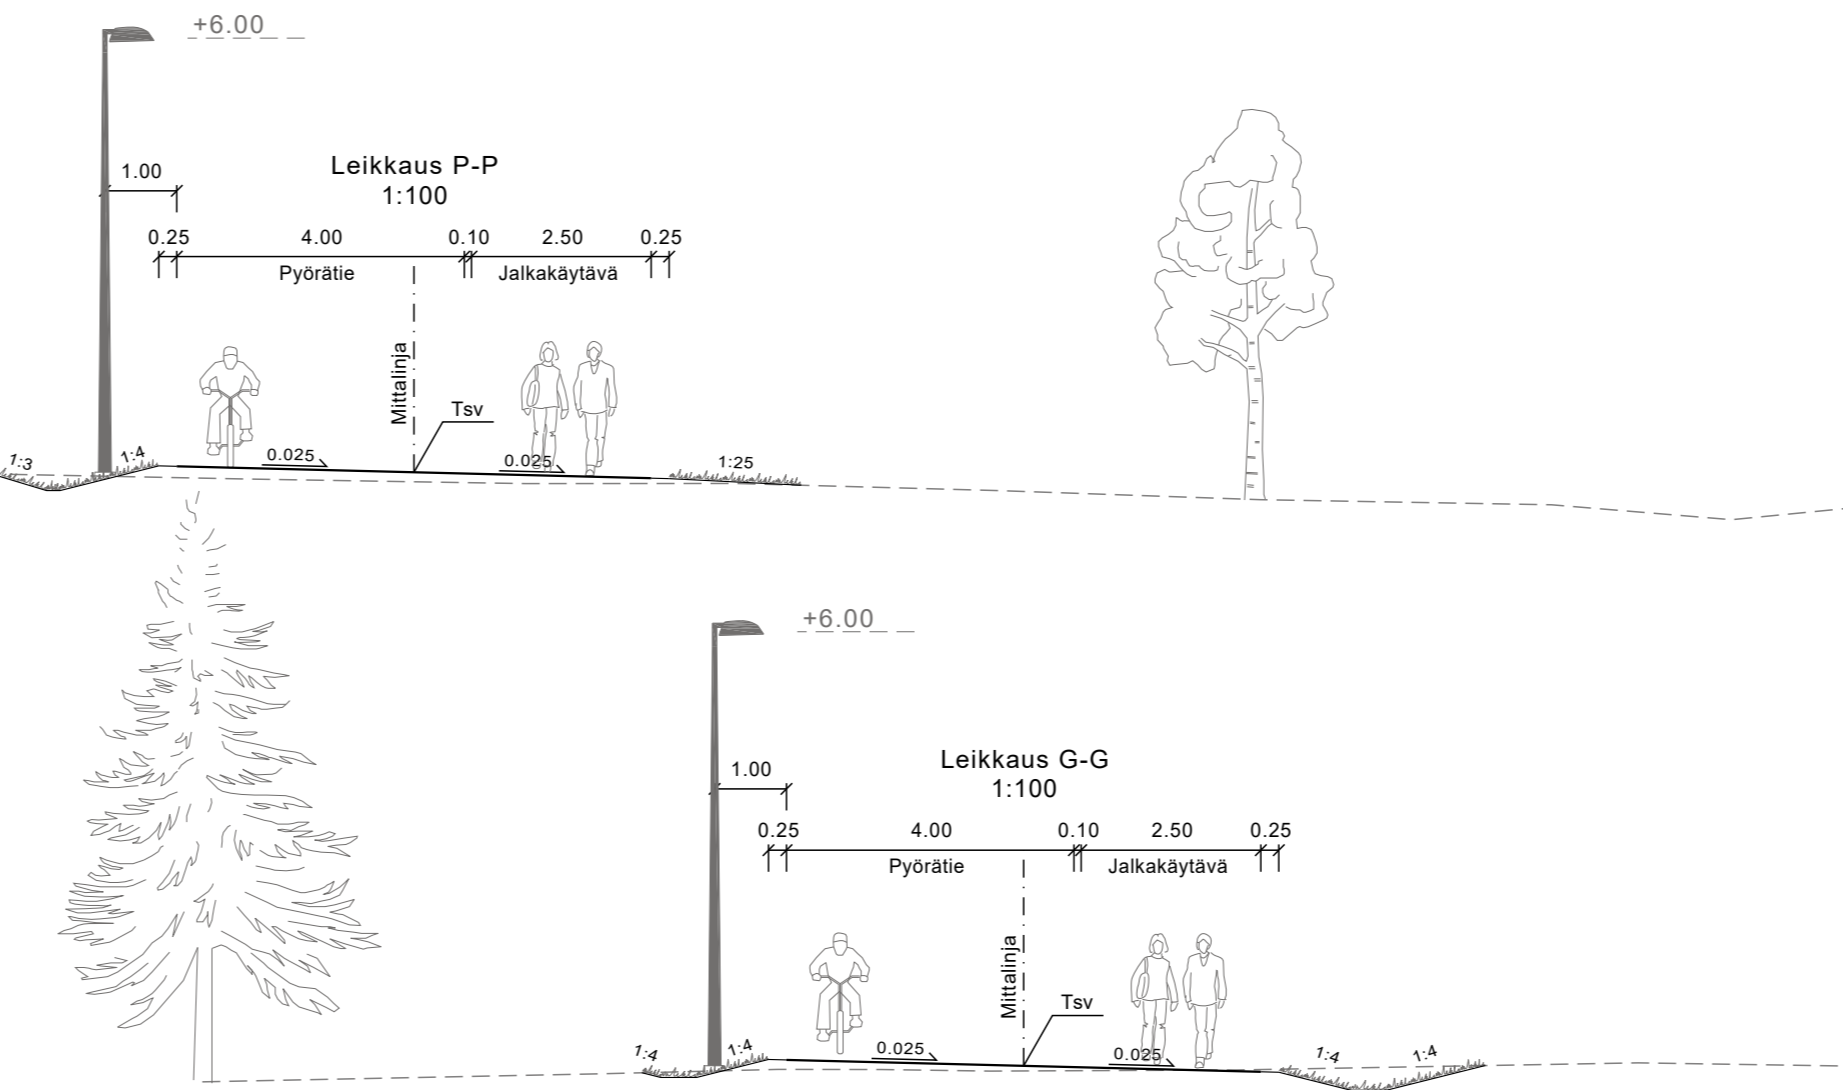 +6.00
Leikkaus P-P
1:100
1.00
0.25 4.00 0.10 2.50 0.25
Pyörätie Jalkakäytävä
Mittalinja
Tsv
1:3 1:4 0.025 0.025 1:25
+6.00
Leikkaus G-G
1:100
1.00
0.25 4.00 0.10 2.50 0.25
Pyörätie Jalkakäytävä
Mittalinja
Tsv
1:4 1:4 0.025 0.025 1:4 1:4